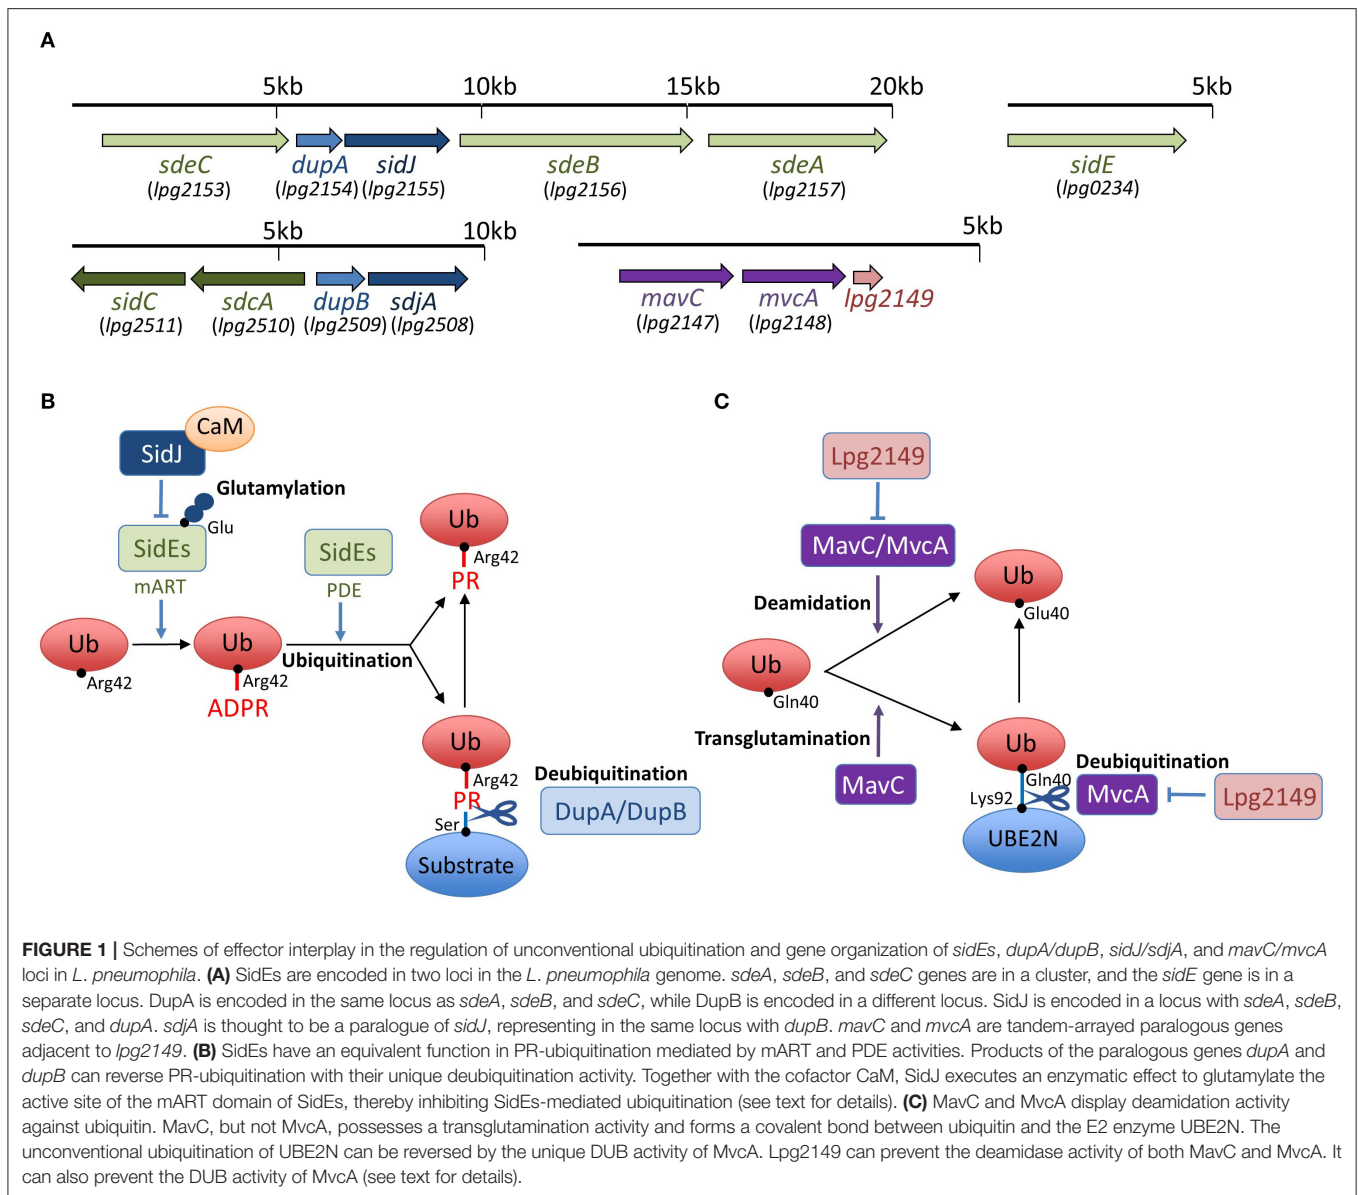 A
5kb 10kb 15kb 20kb 5kb
sdeC dupA sidJ sdeB sdeA sidE
(lpg2153) (lpg2154) (lpg2155) (lpg2156) (lpg2157) (lpg0234)
5kb 10kb 5kb
sidC sdcA dupB sdjA mavC mvcA lpg2149
(lpg2511) (lpg2510) (lpg2509) (lpg2508) (lpg2147) (lpg2148)
B
CaM
SidJ
Glutamylation
Glu
SidEs
mART
SidEs
PDE
Ub
Arg42
PR
Ub
Arg42
Ub
Arg42
ADPR
Ubiquitination
Ub
Arg42
PR
Ser
Substrate
Deubiquitination
DupA/DupB
C
Lpg2149
MavC/MvcA
Deamidation
Ub
Glu40
Ub
Gln40
Transglutamination
MavC
Ub
Gln40
Lys92
UBE2N
Deubiquitination
MvcA
Lpg2149
FIGURE 1 | Schemes of effector interplay in the regulation of unconventional ubiquitination and gene organization of sidEs, dupA/dupB, sidJ/sdjA, and mavC/mvcA
loci in L. pneumophila. (A) SidEs are encoded in two loci in the L. pneumophila genome. sdeA, sdeB, and sdeC genes are in a cluster, and the sidE gene is in a
separate locus. DupA is encoded in the same locus as sdeA, sdeB, and sdeC, while DupB is encoded in a different locus. SidJ is encoded in a locus with sdeA, sdeB,
sdeC, and dupA. sdjA is thought to be a paralogue of sidJ, representing in the same locus with dupB. mavC and mvcA are tandem-arrayed paralogous genes
adjacent to lpg2149. (B) SidEs have an equivalent function in PR-ubiquitination mediated by mART and PDE activities. Products of the paralogous genes dupA and
dupB can reverse PR-ubiquitination with their unique deubiquitination activity. Together with the cofactor CaM, SidJ executes an enzymatic effect to glutamylate the
active site of the mART domain of SidEs, thereby inhibiting SidEs-mediated ubiquitination (see text for details). (C) MavC and MvcA display deamidation activity
against ubiquitin. MavC, but not MvcA, possesses a transglutamination activity and forms a covalent bond between ubiquitin and the E2 enzyme UBE2N. The
unconventional ubiquitination of UBE2N can be reversed by the unique DUB activity of MvcA. Lpg2149 can prevent the deamidase activity of both MavC and MvcA. It
can also prevent the DUB activity of MvcA (see text for details).